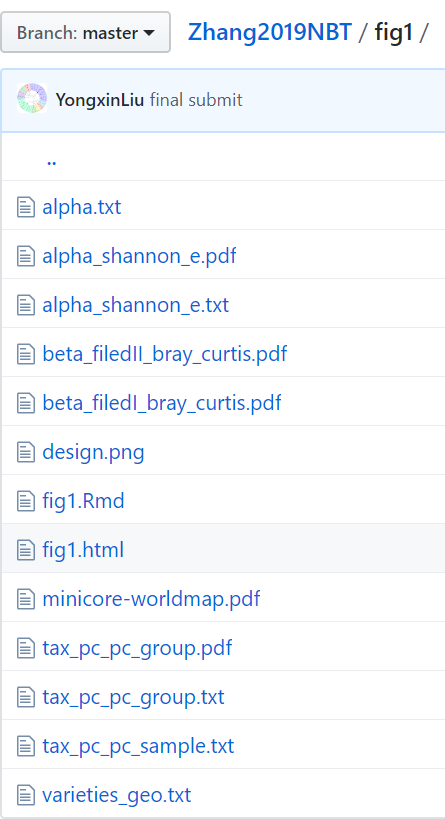 Branch: master Zhang2019NBT / fig1 /
YongxinLiu final submit
..
alpha.txt
alpha_shannon_e.pdf
alpha_shannon_e.txt
beta_filedII_bray_curtis.pdf
beta_filedI_bray_curtis.pdf
design.png
fig1.Rmd
fig1.html
minicore-worldmap.pdf
tax_pc_pc_group.pdf
tax_pc_pc_group.txt
tax_pc_pc_sample.txt
varieties_geo.txt